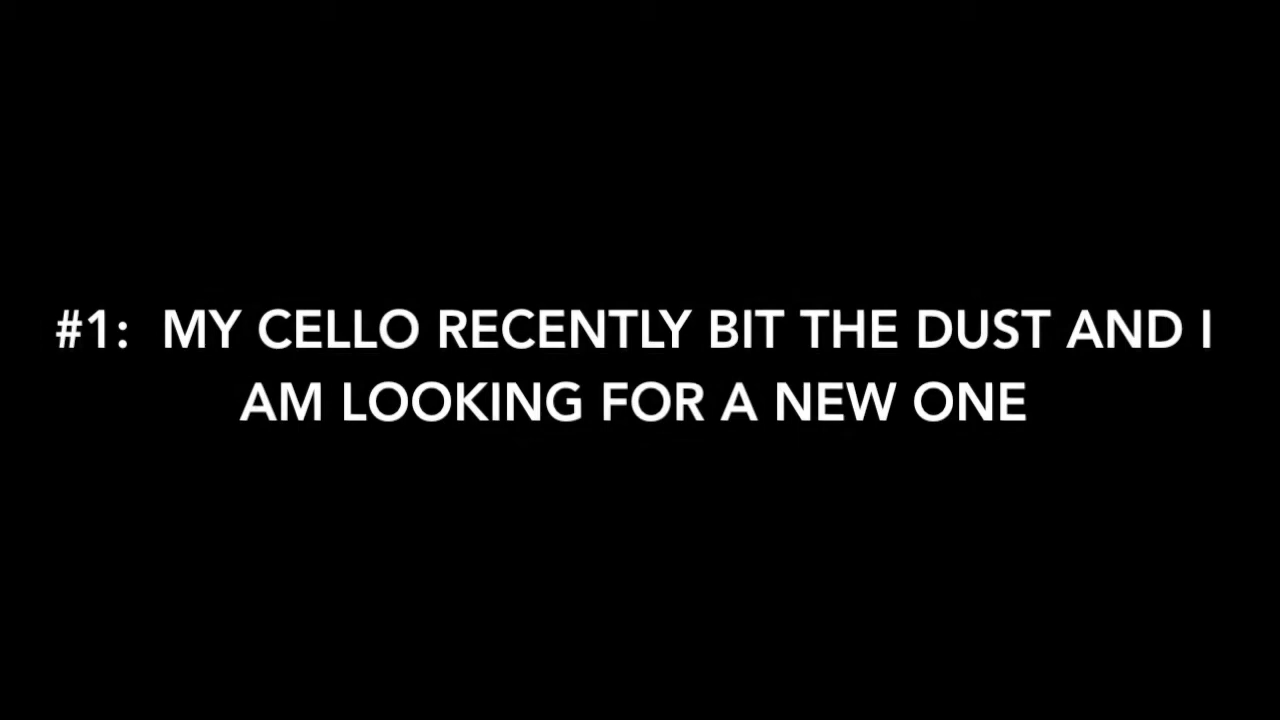 #1: MY CELLO RECENTLY BIT THE DUST AND I
AM LOOKING FOR A NEW ONE